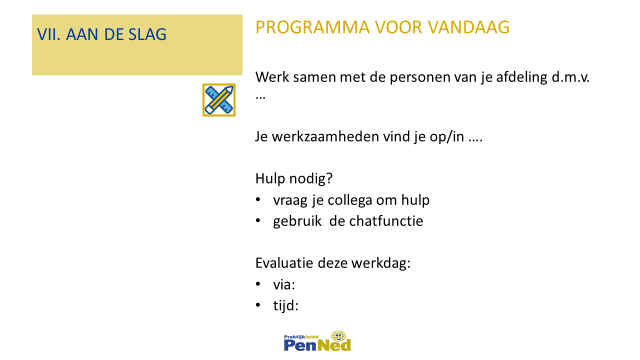 VII. AAN DE SLAG
PROGRAMMA VOOR VANDAAG
Werk samen met de personen van je afdeling d.m.v.
…
Je werkzaamheden vind je op/in ….
Hulp nodig?
• vraag je collega om hulp
• gebruik  de chatfunctie
Evaluatie deze werkdag:
• via:
• tijd:
Praktijkleren
PenNed